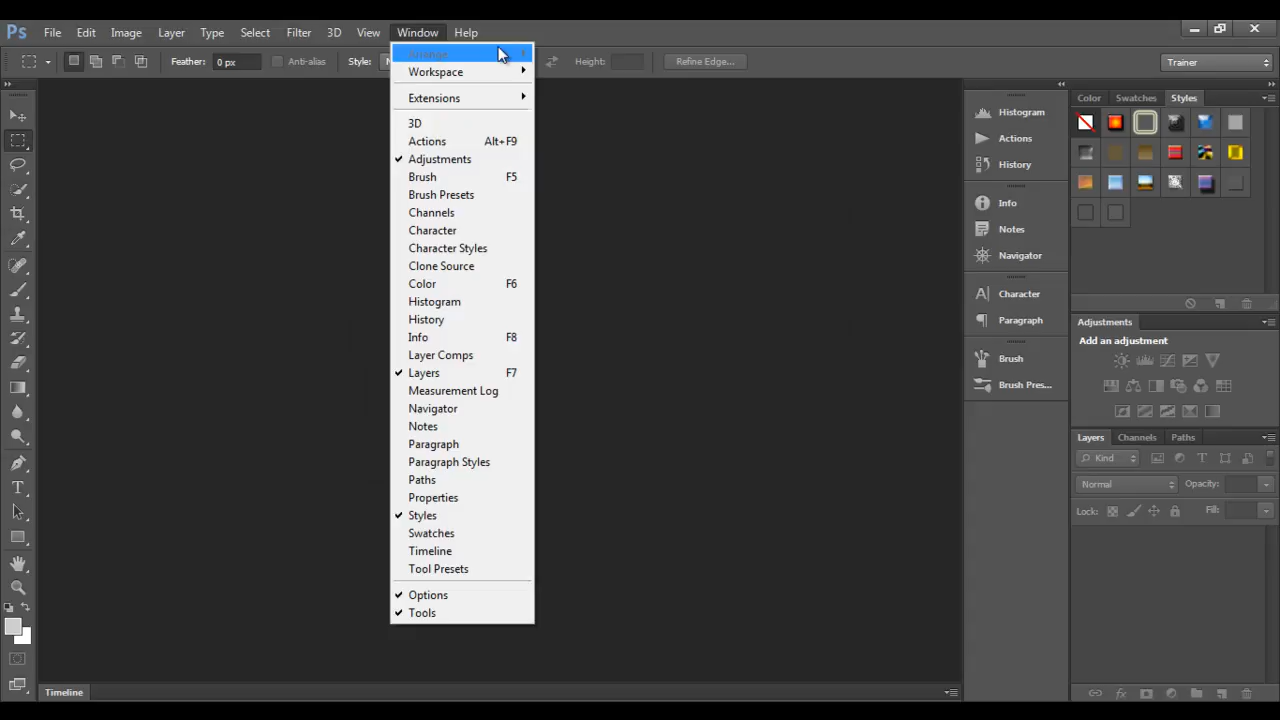 Ps File Edit Image Layer Type Select Filter 3D View Window Help
Feather: 0 px Anti-alias Style: Height: Refine Edge... Trainer
Arrange
Workspace
Extensions
3D
Actions Alt+F9
Adjustments
Brush F5
Brush Presets
Channels
Character
Character Styles
Clone Source
Color F6
Histogram
History
Info F8
Layer Comps
Layers F7
Measurement Log
Navigator
Notes
Paragraph
Paragraph Styles
Paths
Properties
Styles
Swatches
Timeline
Tool Presets
Options
Tools
Histogram
Actions
History
Info
Notes
Navigator
Character
Paragraph
Brush
Brush Pres...
Color Swatches Styles
Adjustments
Add an adjustment
Layers Channels Paths
Kind
Normal Opacity:
Lock: Fill:
Timeline